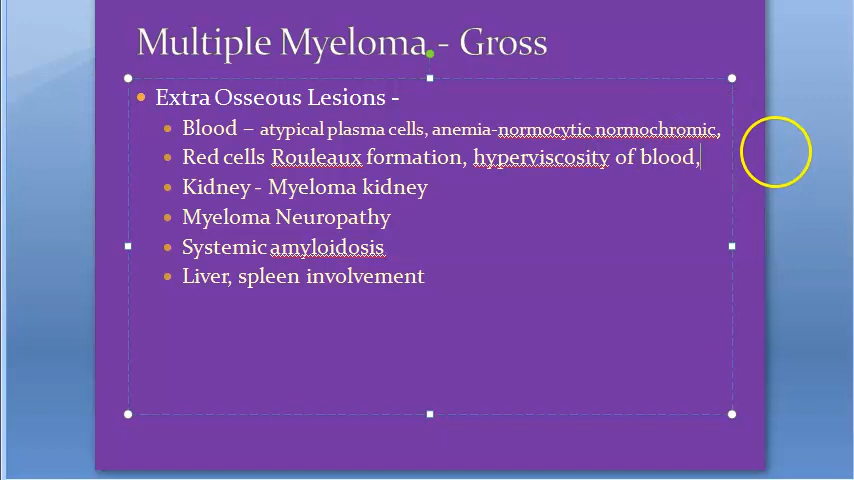 Multiple Myeloma - Gross
Extra Osseous Lesions -
Blood – atypical plasma cells, anemia-normocytic normochromic,
Red cells Rouleaux formation, hyperviscosity of blood,
Kidney - Myeloma kidney
Myeloma Neuropathy
Systemic amyloidosis
Liver, spleen involvement